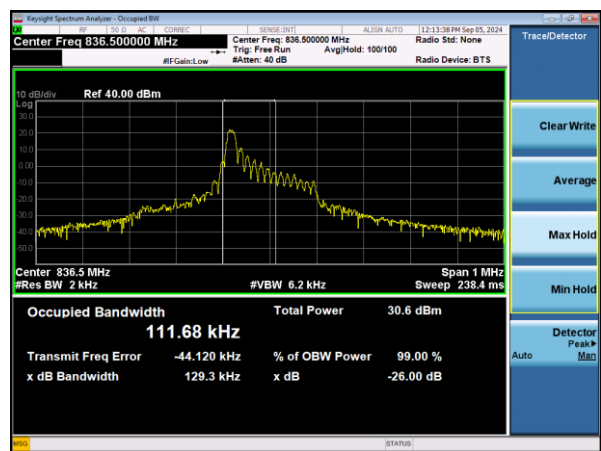 Keysight Spectrum Analyzer - Occupied BW
RF 50 Ω AC CORREC SENSE:INT ALIGN AUTO 12:13:38 PM Sep 05, 2024
Center Freq 836.500000 MHz
Center Freq: 836.500000 MHz
Radio Std: None
Trig: Free Run Avg|Hold: 100/100
#IFGain:Low
#Atten: 40 dB
Radio Device: BTS
Trace/Detector
10 dB/div Ref 40.00 dBm
Log
30.0
20.0
10.0
0.00
-10.0
-20.0
-30.0
-40.0
-50.0
Center 836.5 MHz
Span 1 MHz
#Res BW 2 kHz
#VBW 6.2 kHz
Sweep 238.4 ms
Occupied Bandwidth
Total Power 30.6 dBm
111.68 kHz
Transmit Freq Error -44.120 kHz
% of OBW Power 99.00 %
x dB Bandwidth 129.3 kHz
x dB -26.00 dB
Clear Write
Average
Max Hold
Min Hold
Detector
Peak▶
Auto Man
MSG
STATUS